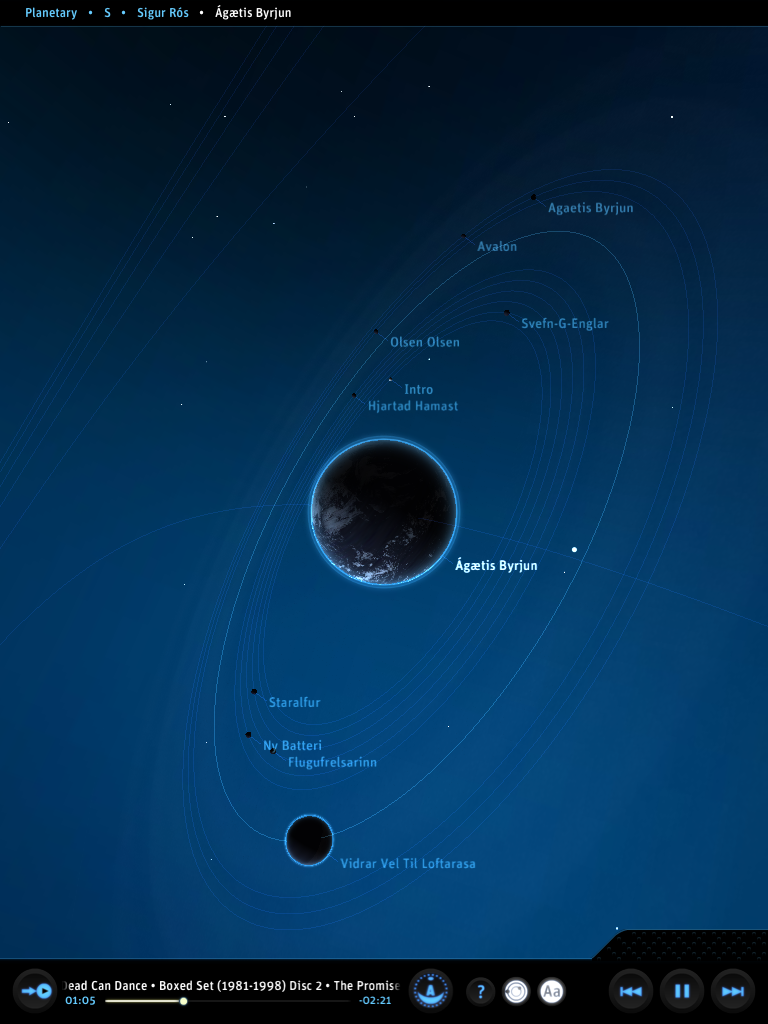 Planetary • S • Sigur Rós • Ágætis Byrjun
Agaetis Byrjun
Avalon
Svefn-G-Englar
Olsen Olsen
Intro
Hjartad Hamast
Ágætis Byrjun
Staralfur
Ny Batteri
Flugufrelsarinn
Vidrar Vel Til Loftarasa
Dead Can Dance • Boxed Set (1981-1998) Disc 2 • The Promise
01:05 -02:21
A ? Aa